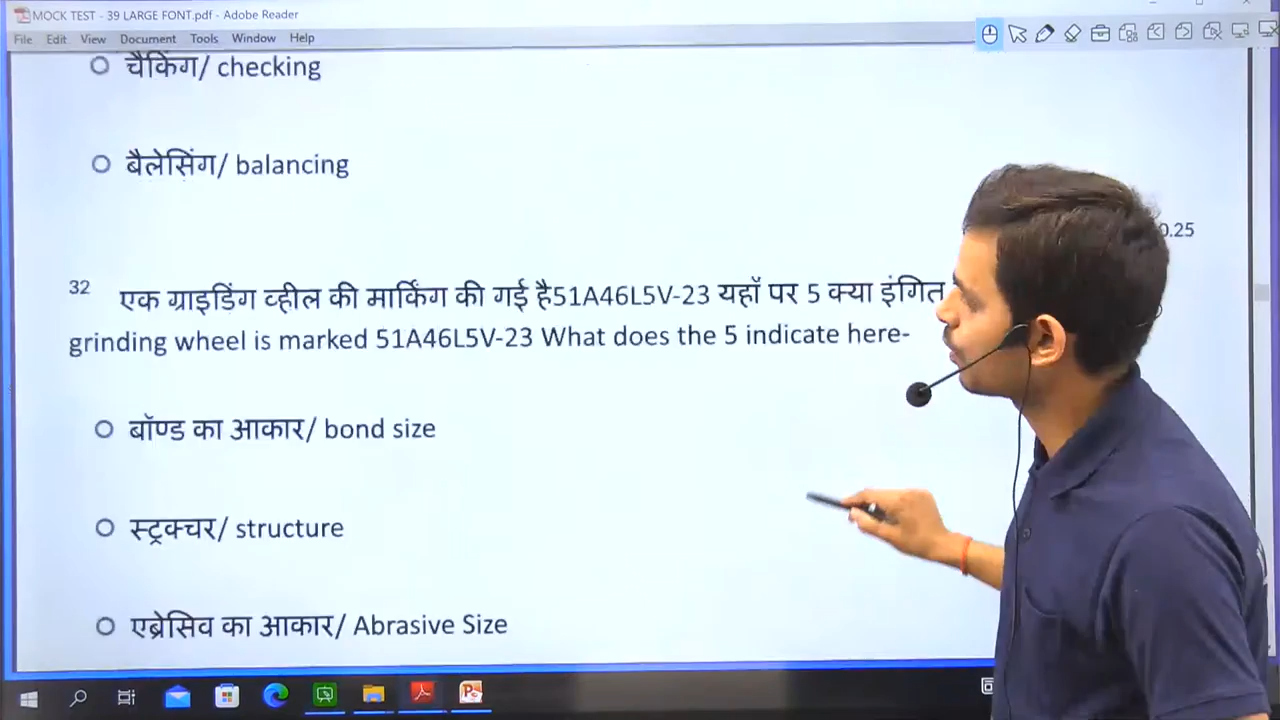 MOCK TEST - 39 LARGE FONT.pdf - Adobe Reader
File Edit View Document Tools Window Help
चैकिंग/ checking
बैलेसिंग/ balancing
0.25
32 एक ग्राइडिंग व्हील की मार्किंग की गई है51A46L5V-23 यहॉ पर 5 क्या इंगित
grinding wheel is marked 51A46L5V-23 What does the 5 indicate here-
बॉण्ड का आकार/ bond size
स्ट्रक्चर/ structure
एब्रेसिव का आकार/ Abrasive Size